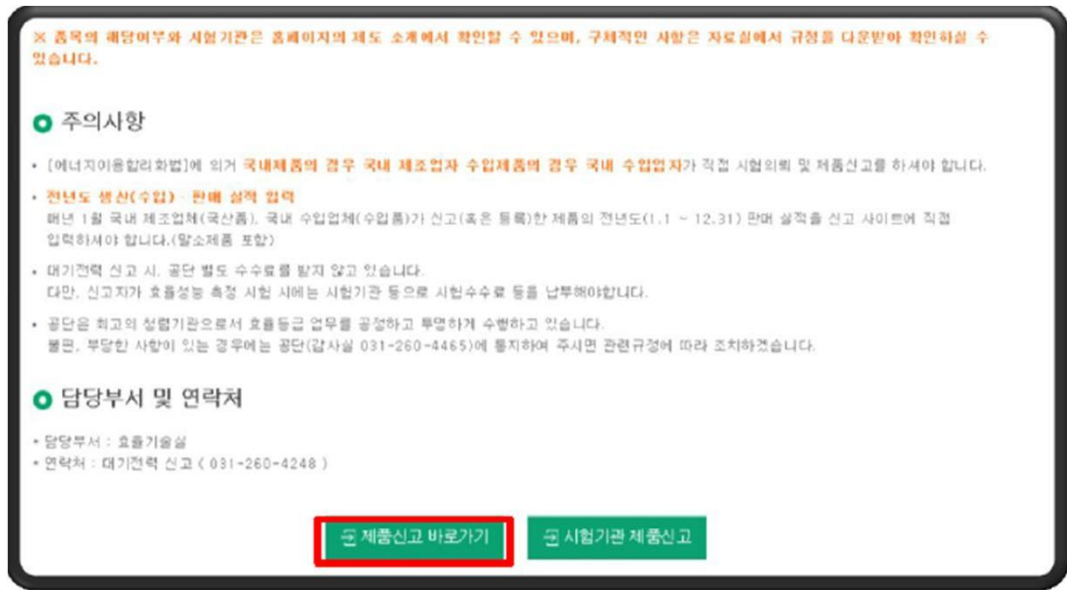 ※ 품목의 해당여부와 시험기관은 홈페이지의 제도 소개에서 확인할 수 있으며, 구체적인 사항은 자료실에서 규정을 다운받아 확인하실 수
있습니다.
주의사항
• [에너지이용합리화법]에 의거 국내제품의 경우 국내 제조업자 수입제품의 경우 국내 수입업자가 직접 시험의뢰 및 제품신고를 하셔야 합니다.
• 전년도 생산(수입) · 판매 실적 입력
매년 1월 국내 제조업체(국산품), 국내 수입업체(수입품)가 신고(혹은 등록)한 제품의 전년도(1.1 ~ 12.31) 판매 실적을 신고 사이트에 직접
입력하셔야 합니다.(말소제품 포함)
• 대기전력 신고 시, 공단 별도 수수료를 받지 않고 있습니다.
다만, 신고자가 효율성능 측정 시험 시에는 시험기관 등으로 시험수수료 등을 납부해야합니다.
• 공단은 최고의 청렴기관으로서 효율등급 업무를 공정하고 투명하게 수행하고 있습니다.
불편, 부당한 사항이 있는 경우에는 공단(감사실 031-260-4465)에 통지하여 주시면 관련규정에 따라 조치하겠습니다.
담당부서 및 연락처
• 담당부서 : 효율기술실
• 연락처 : 대기전력 신고 ( 031-260-4248 )
제품신고 바로가기
시험기관 제품신고